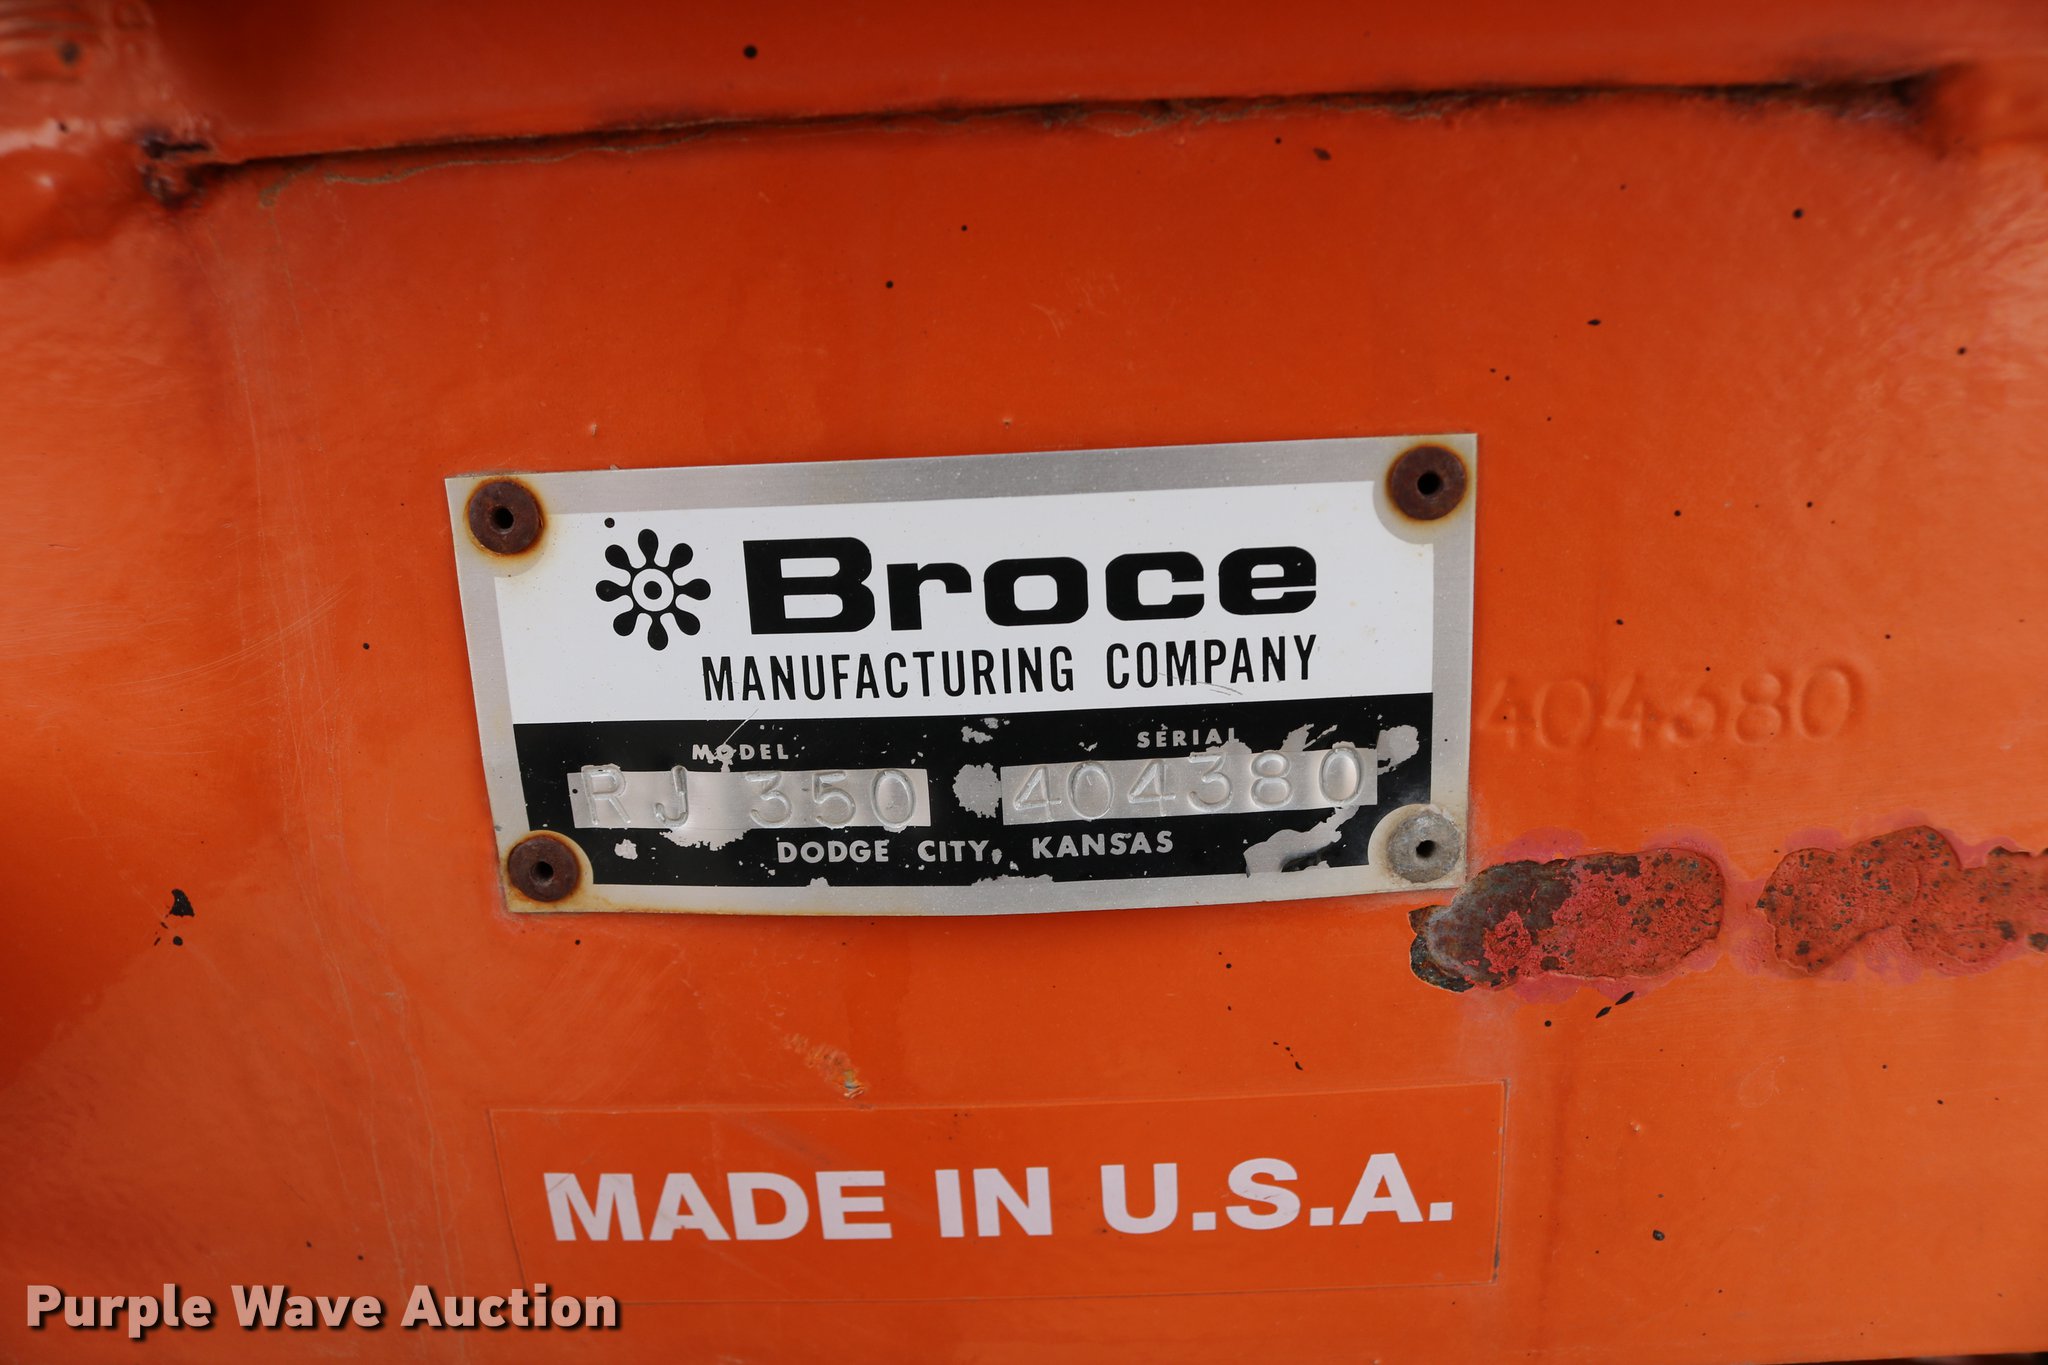 Broce
MANUFACTURING COMPANY
MODEL SERIAL
RJ 350 404380
DODGE CITY, KANSAS
404380
MADE IN U.S.A.
Purple Wave Auction